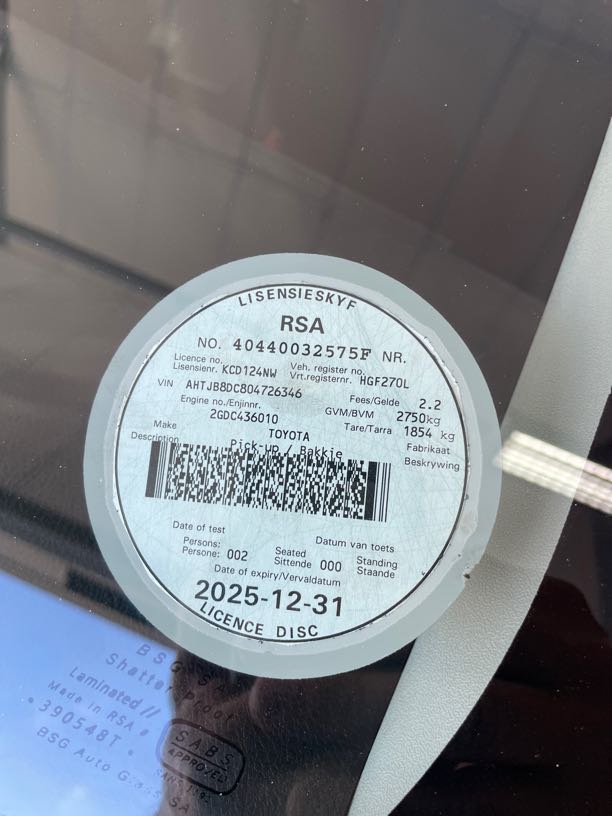 LISENSIESKYF
RSA
NO. 40440032575F NR.
Licence no. Veh. register no.
Lisensienr. KCD124NW Vrt.registernr. HGF270L
VIN AHTJB8DC804726346 Fees/Gelde 2.2
Engine no./Enjinnr. GVM/BVM 2750kg
2GDC436010 Tare/Tarra 1854 kg
Make TOYOTA Fabrikaat
Description Pick-up / Bakkie Beskrywing
Date of test Datum van toets
Persons: Seated Standing
Persone: 002 Sittende 000 Staande
Date of expiry/Vervaldatum
2025-12-31
LICENCE DISC
BSG SA
Shatterproof
Laminated //
Made in RSA
390548T
BSG Auto Glass SA
S.A.B.S.
APPROVED